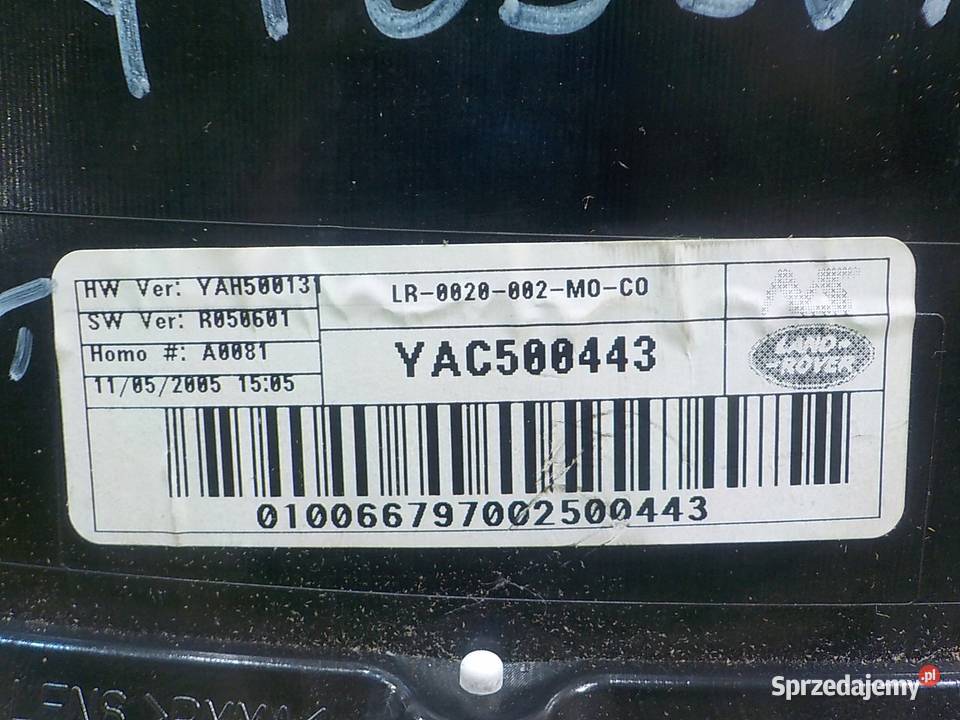 HW Ver: YAH500131
SW Ver: R050601
Homo #: A0081
11/05/2005 15:05
LR-0020-002-MO-CO
YAC500443
LAND-
-ROVER
010066797002500443
Sprzedajemy.pl